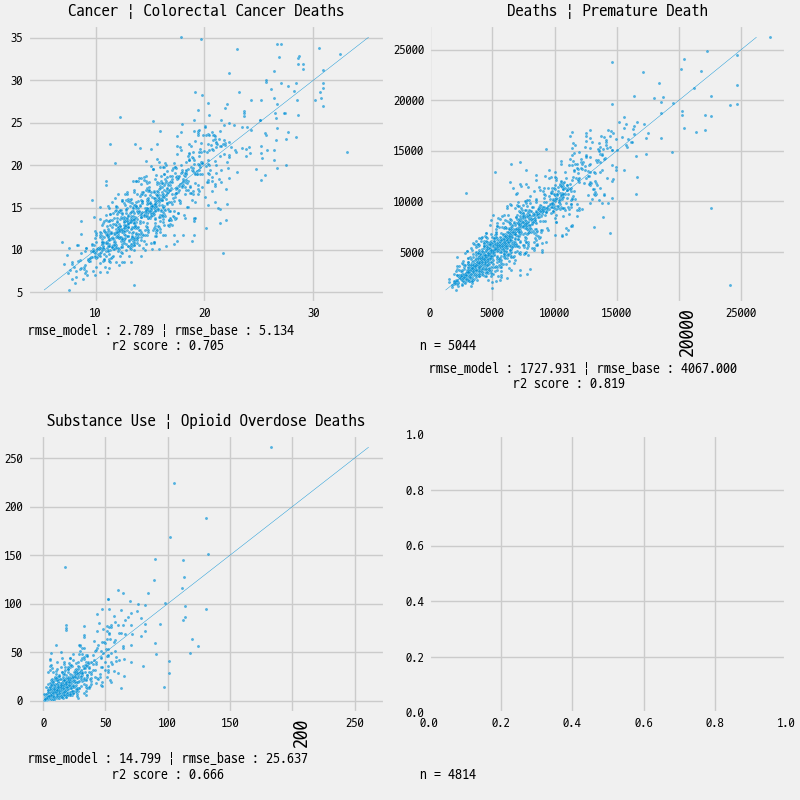 Cancer ¦ Colorectal Cancer Deaths
35
30
25
20
15
10
5
10 20 30
rmse_model : 2.789 ¦ rmse_base : 5.134
r2 score : 0.705
Deaths ¦ Premature Death
25000
20000
15000
10000
5000
0 5000 10000 15000 20000 25000
n = 5044
rmse_model : 1727.931 ¦ rmse_base : 4067.000
r2 score : 0.819
Substance Use ¦ Opioid Overdose Deaths
250
200
150
100
50
0
0 50 100 150 200 250
rmse_model : 14.799 ¦ rmse_base : 25.637
r2 score : 0.666
1.0
0.8
0.6
0.4
0.2
0.0
0.0 0.2 0.4 0.6 0.8 1.0
n = 4814